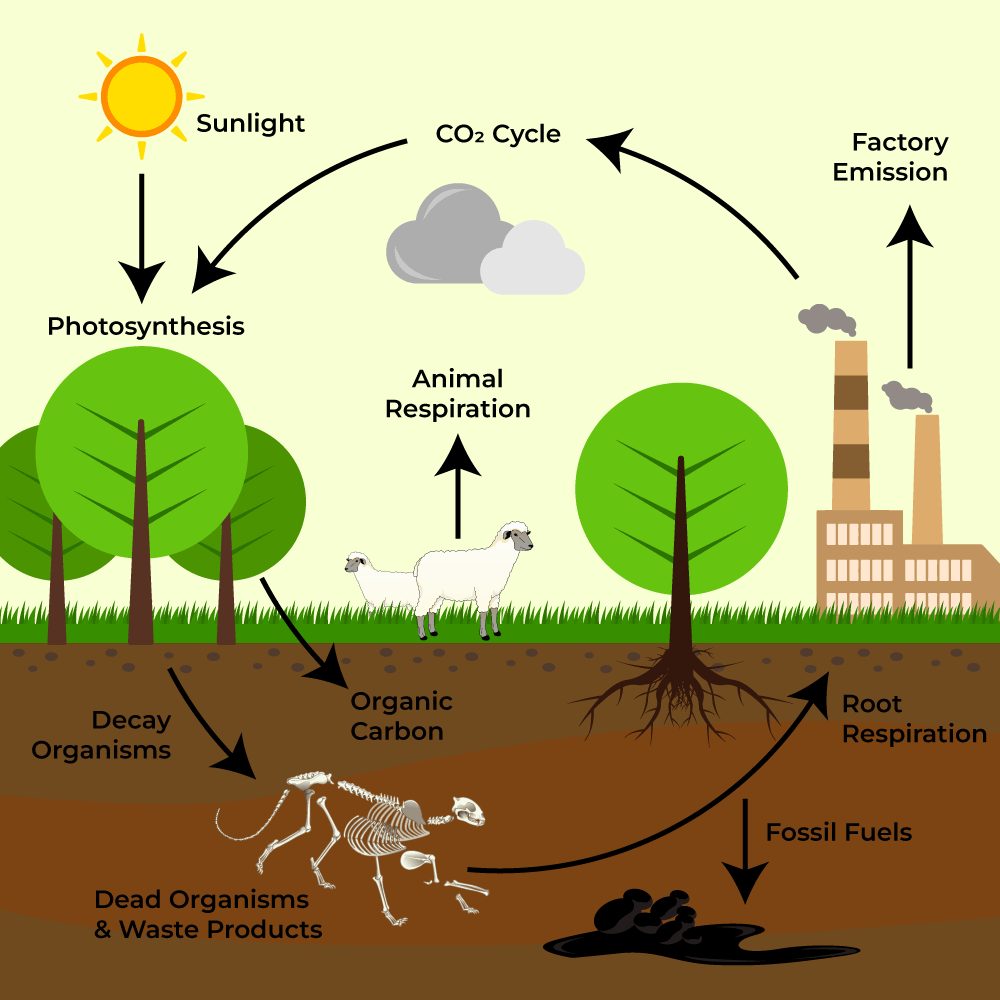 Sunlight
CO₂ Cycle
Factory
Emission
Photosynthesis
Animal
Respiration
Organic
Carbon
Root
Respiration
Decay
Organisms
Fossil Fuels
Dead Organisms
& Waste Products